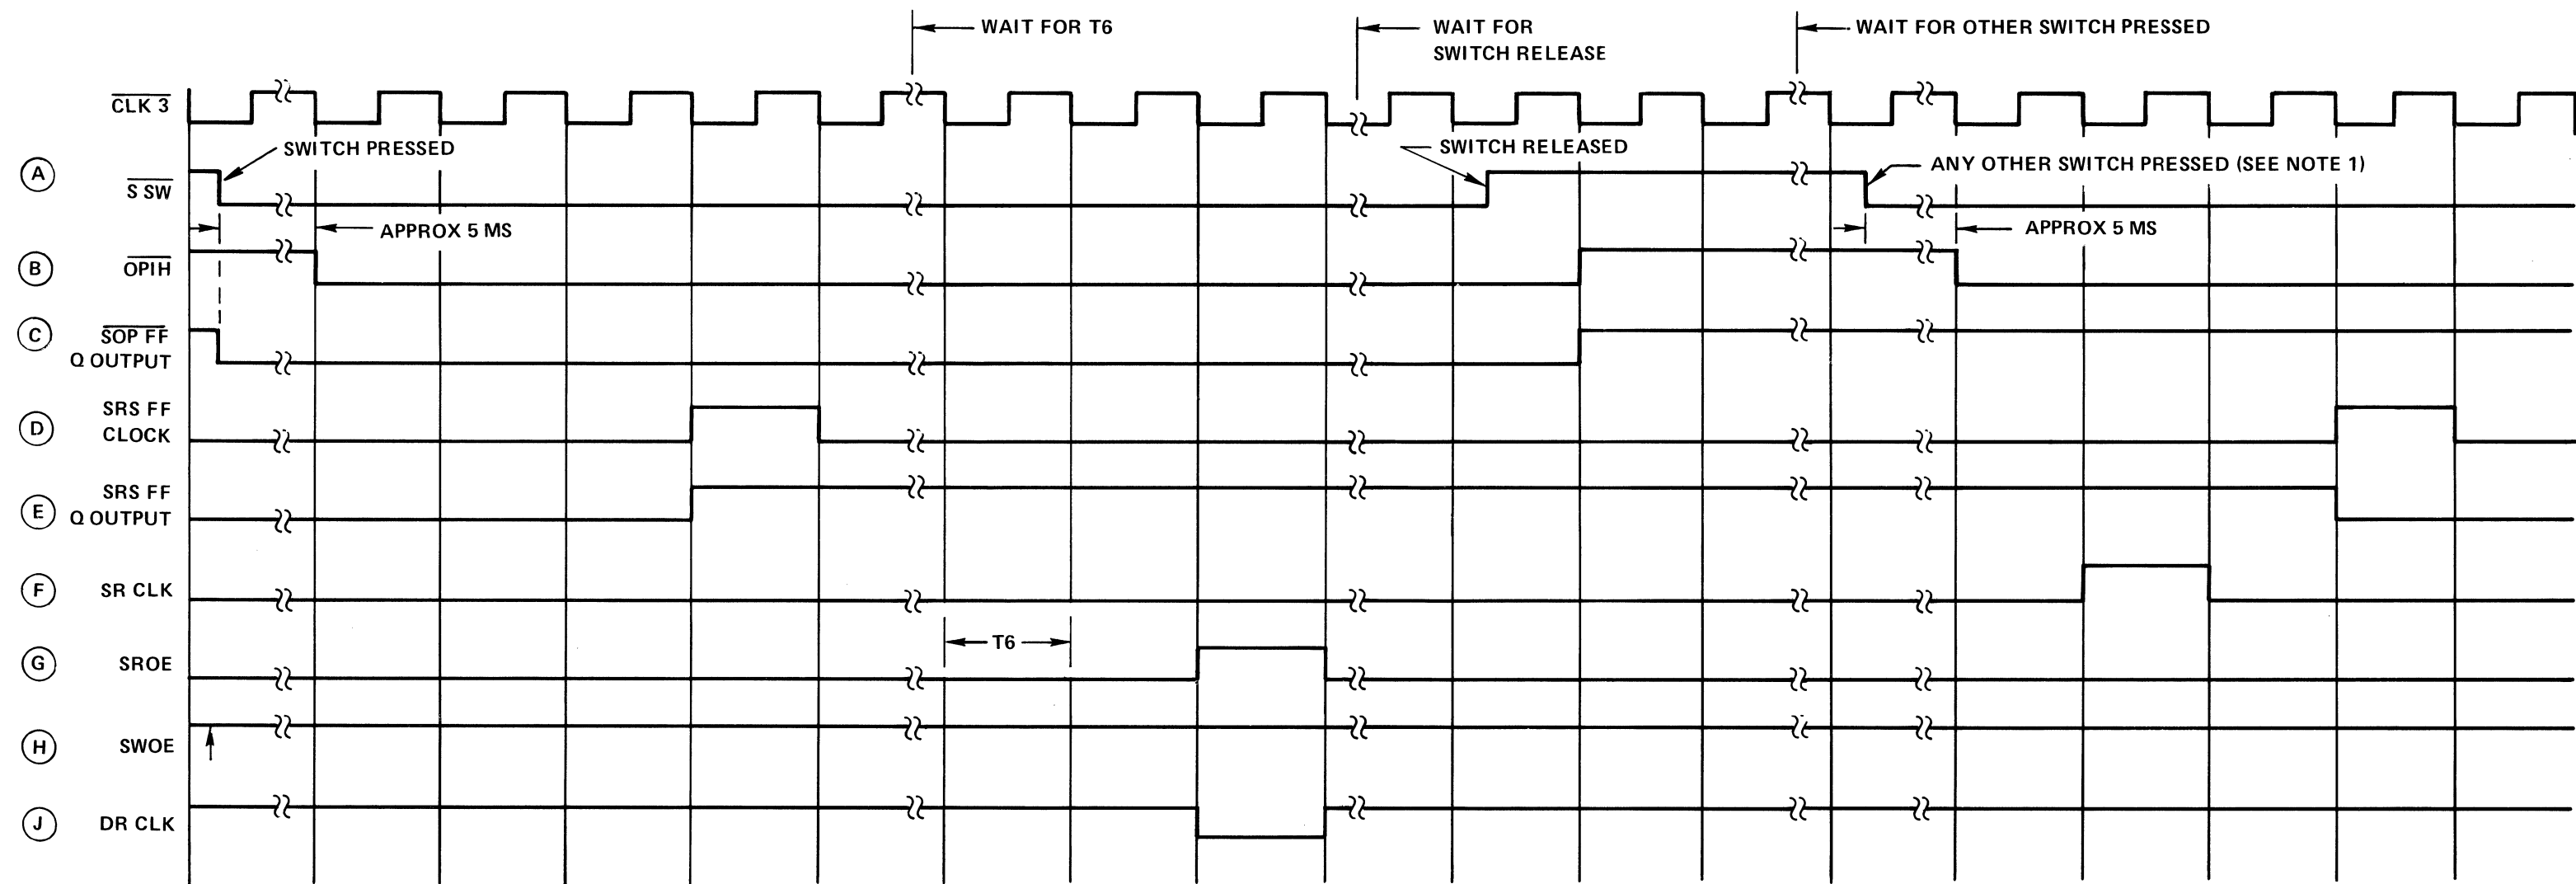 WAIT FOR T6
WAIT FOR
SWITCH RELEASE
WAIT FOR OTHER SWITCH PRESSED
CLK 3
SWITCH PRESSED
SWITCH RELEASED
ANY OTHER SWITCH PRESSED (SEE NOTE 1)
A
S SW
APPROX 5 MS
APPROX 5 MS
B
OPIH
C
SOP FF
Q OUTPUT
D
SRS FF
CLOCK
E
SRS FF
Q OUTPUT
F
SR CLK
T6
G
SROE
H
SWOE
J
DR CLK